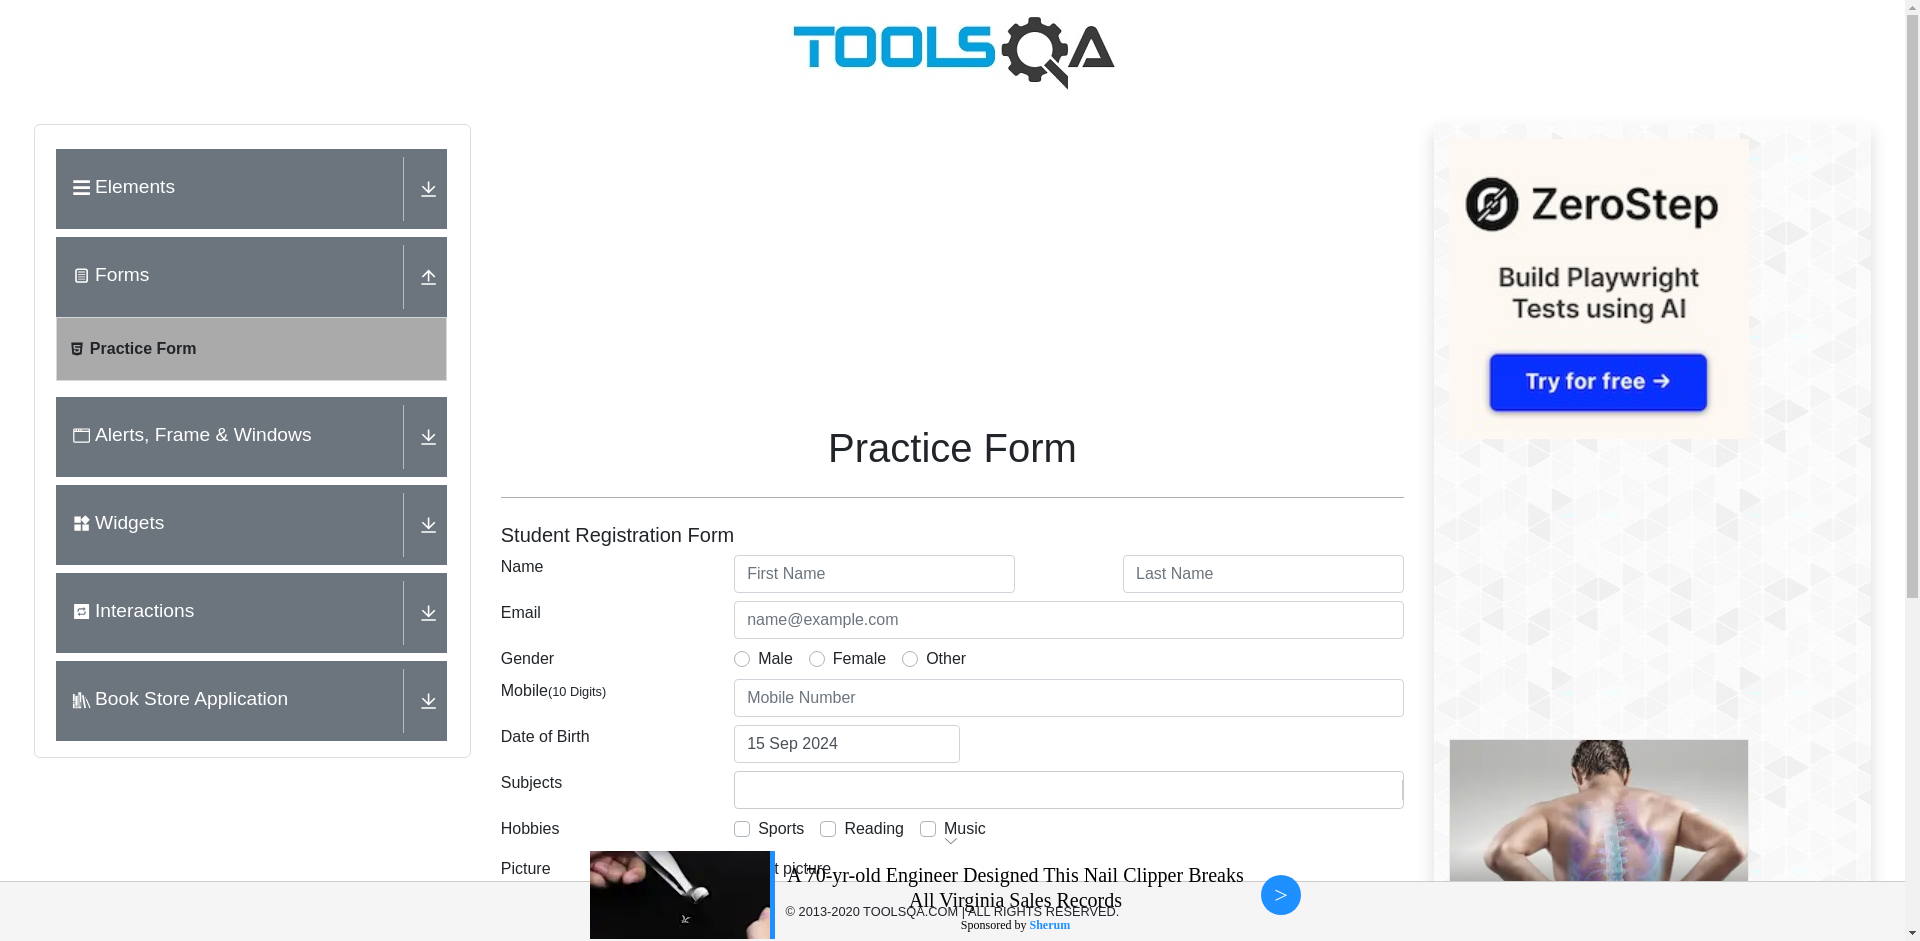 TOOLSQA
Elements
Forms
Practice Form
Alerts, Frame & Windows
Widgets
Interactions
Book Store Application
Practice Form
Student Registration Form
Name
First Name
Last Name
Email
name@example.com
Gender
Male
Female
Other
Mobile(10 Digits)
Mobile Number
Date of Birth
15 Sep 2024
Subjects
Hobbies
Sports
Reading
Music
Picture
picture
A 70-yr-old Engineer Designed This Nail Clipper Breaks
All Virginia Sales Records
© 2013-2020 TOOLSQA.COM | ALL RIGHTS RESERVED.
Sponsored by Sherum
>
ZeroStep
Build Playwright
Tests using AI
Try for free →